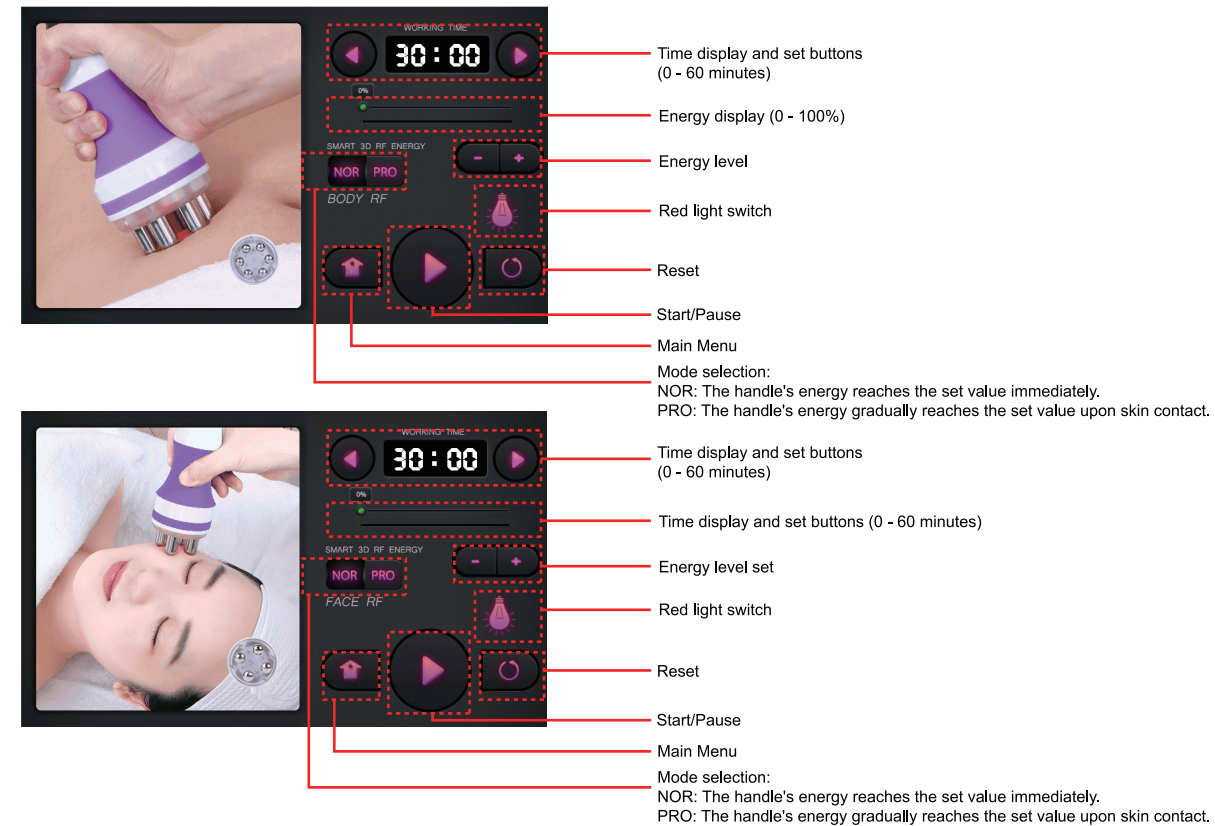 WORKING TIME
30:00
Time display and set buttons
(0 - 60 minutes)
0%
Energy display (0 - 100%)
SMART 3D RF ENERGY
- +
Energy level
NOR PRO
BODY RF
Red light switch
Reset
Start/Pause
Main Menu
Mode selection:
NOR: The handle's energy reaches the set value immediately.
PRO: The handle's energy gradually reaches the set value upon skin contact.
WORKING TIME
30:00
Time display and set buttons
(0 - 60 minutes)
0%
Time display and set buttons (0 - 60 minutes)
SMART 3D RF ENERGY
- +
Energy level set
NOR PRO
FACE RF
Red light switch
Reset
Start/Pause
Main Menu
Mode selection:
NOR: The handle's energy reaches the set value immediately.
PRO: The handle's energy gradually reaches the set value upon skin contact.